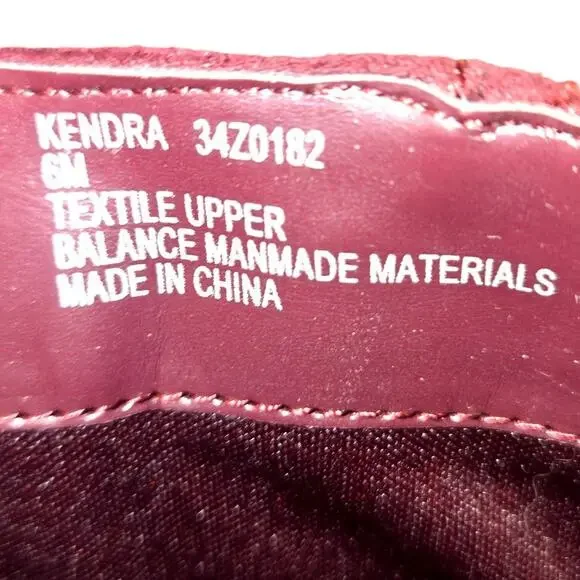 KENDRA 34Z0182
6M
TEXTILE UPPER
BALANCE MANMADE MATERIALS
MADE IN CHINA